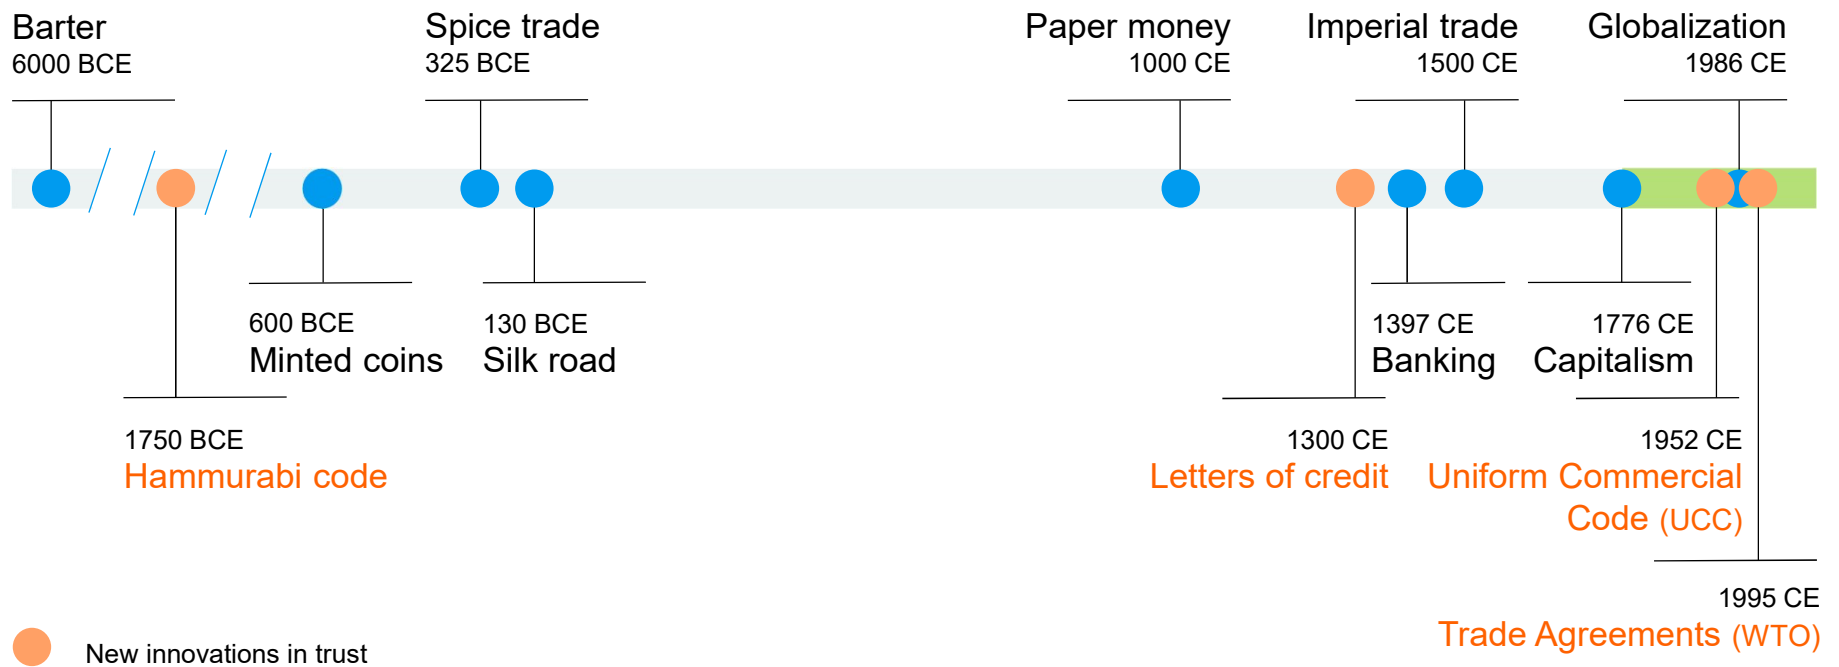 Barter
6000 BCE
Spice trade
325 BCE
Paper money
1000 CE
Imperial trade
1500 CE
Globalization
1986 CE
600 BCE
Minted coins
130 BCE
Silk road
1397 CE
Banking
1776 CE
Capitalism
1750 BCE
Hammurabi code
1300 CE
Letters of credit
1952 CE
Uniform Commercial
Code (UCC)
1995 CE
Trade Agreements (WTO)
New innovations in trust